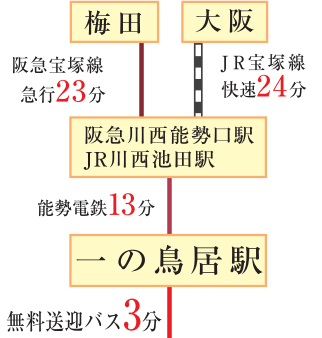 梅田
大阪
阪急宝塚線
急行23分
JR宝塚線
快速24分
阪急川西能勢口駅
JR川西池田駅
能勢電鉄13分
一の鳥居駅
無料送迎バス3分